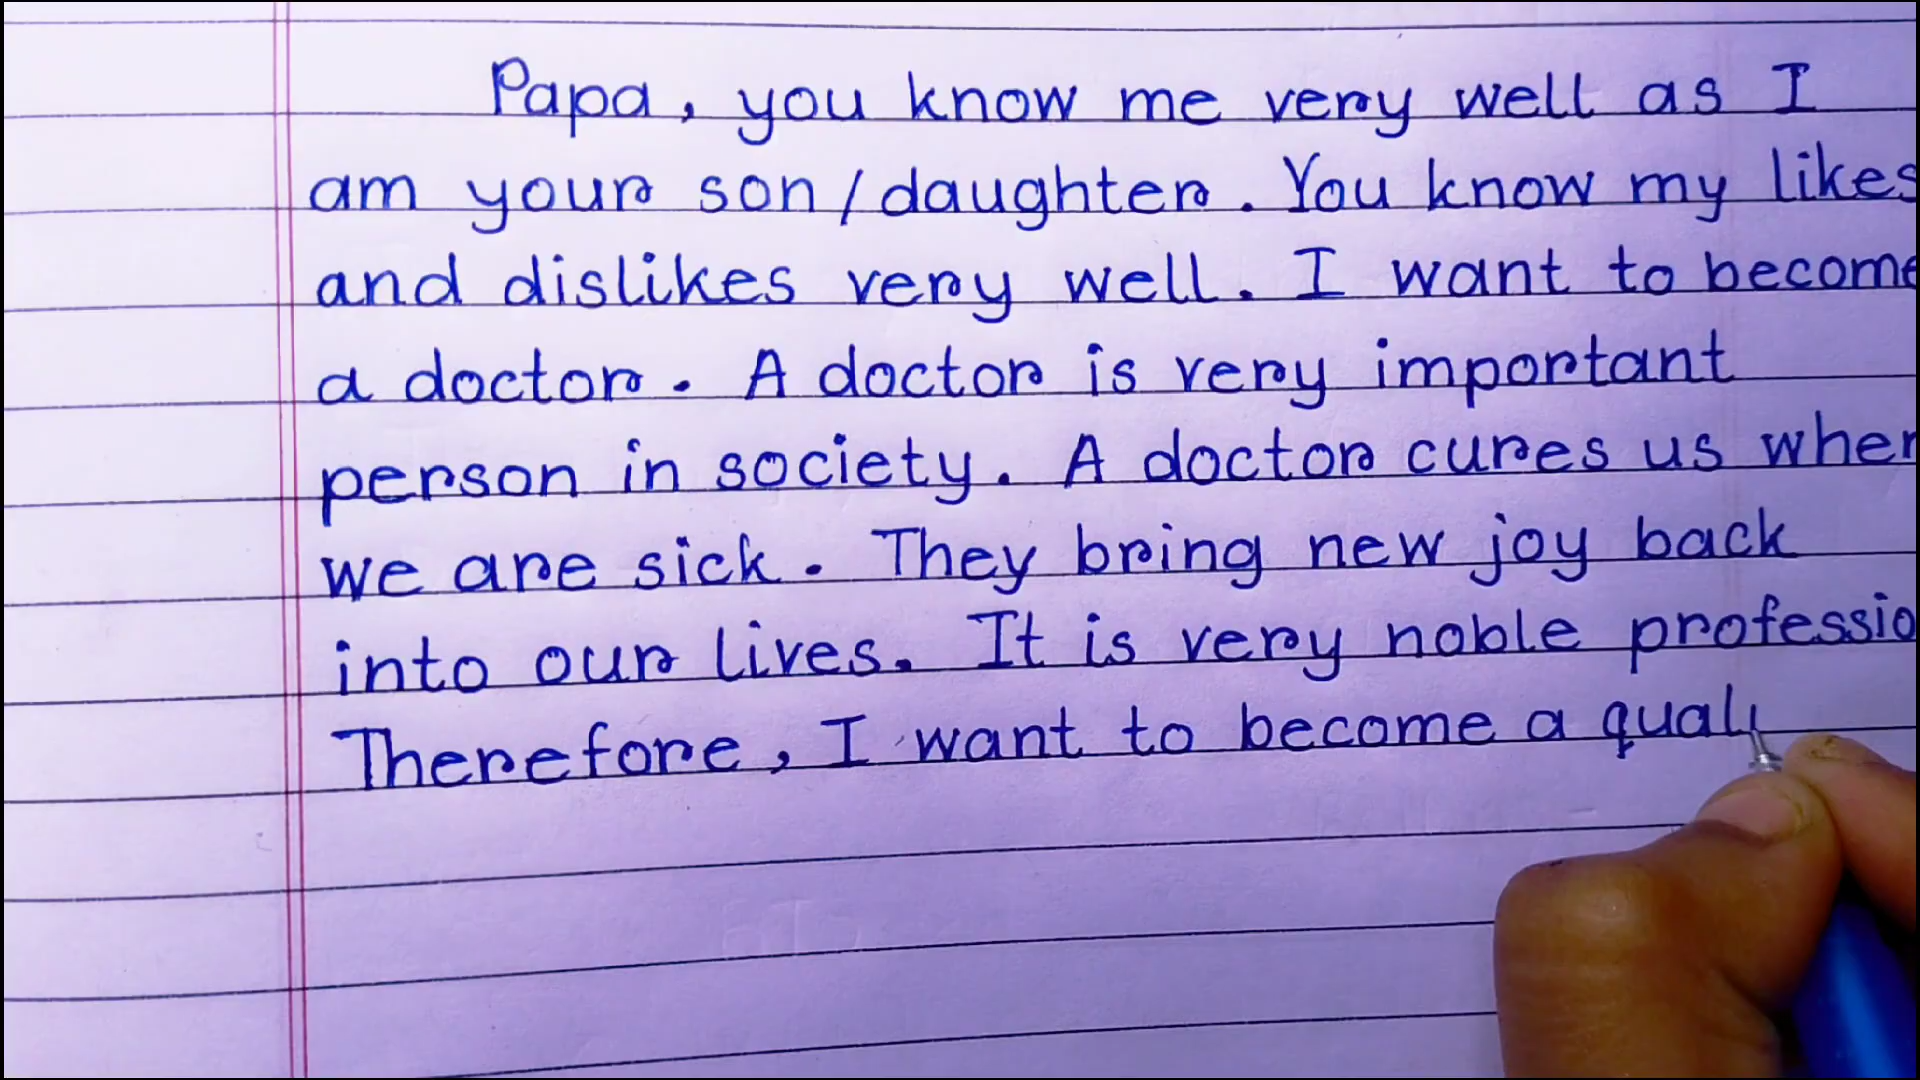 Papa, you know me very well as I
am your son/daughter. You know my likes
and dislikes very well. I want to become
a doctor. A doctor is very important
person in society. A doctor cures us when
we are sick. They bring new joy back
into our lives. It is very noble professio
Therefore, I want to become a quali